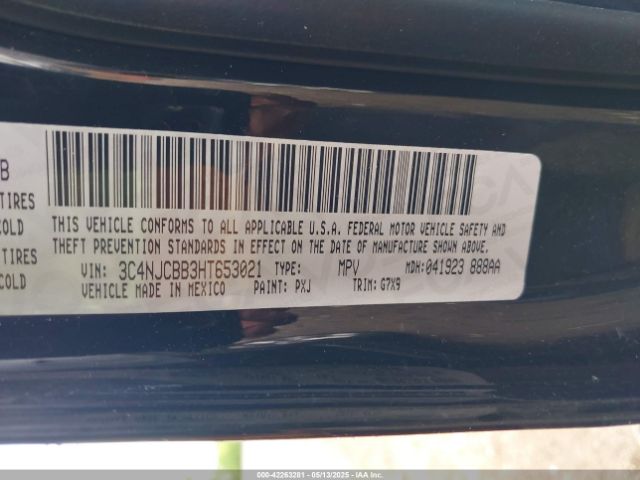 B
TIRES
COLD
TIRES
COLD
THIS VEHICLE CONFORMS TO ALL APPLICABLE U.S.A. FEDERAL MOTOR VEHICLE SAFETY AND
THEFT PREVENTION STANDARDS IN EFFECT ON THE DATE OF MANUFACTURE SHOWN ABOVE.
VIN: 3C4NJCBB3HT653021 TYPE: MPV MDH: 041923 888AA
VEHICLE MADE IN MEXICO PAINT: PXJ TRIM: G7X9
000-42263281 - 05/13/2025 - IAA Inc.